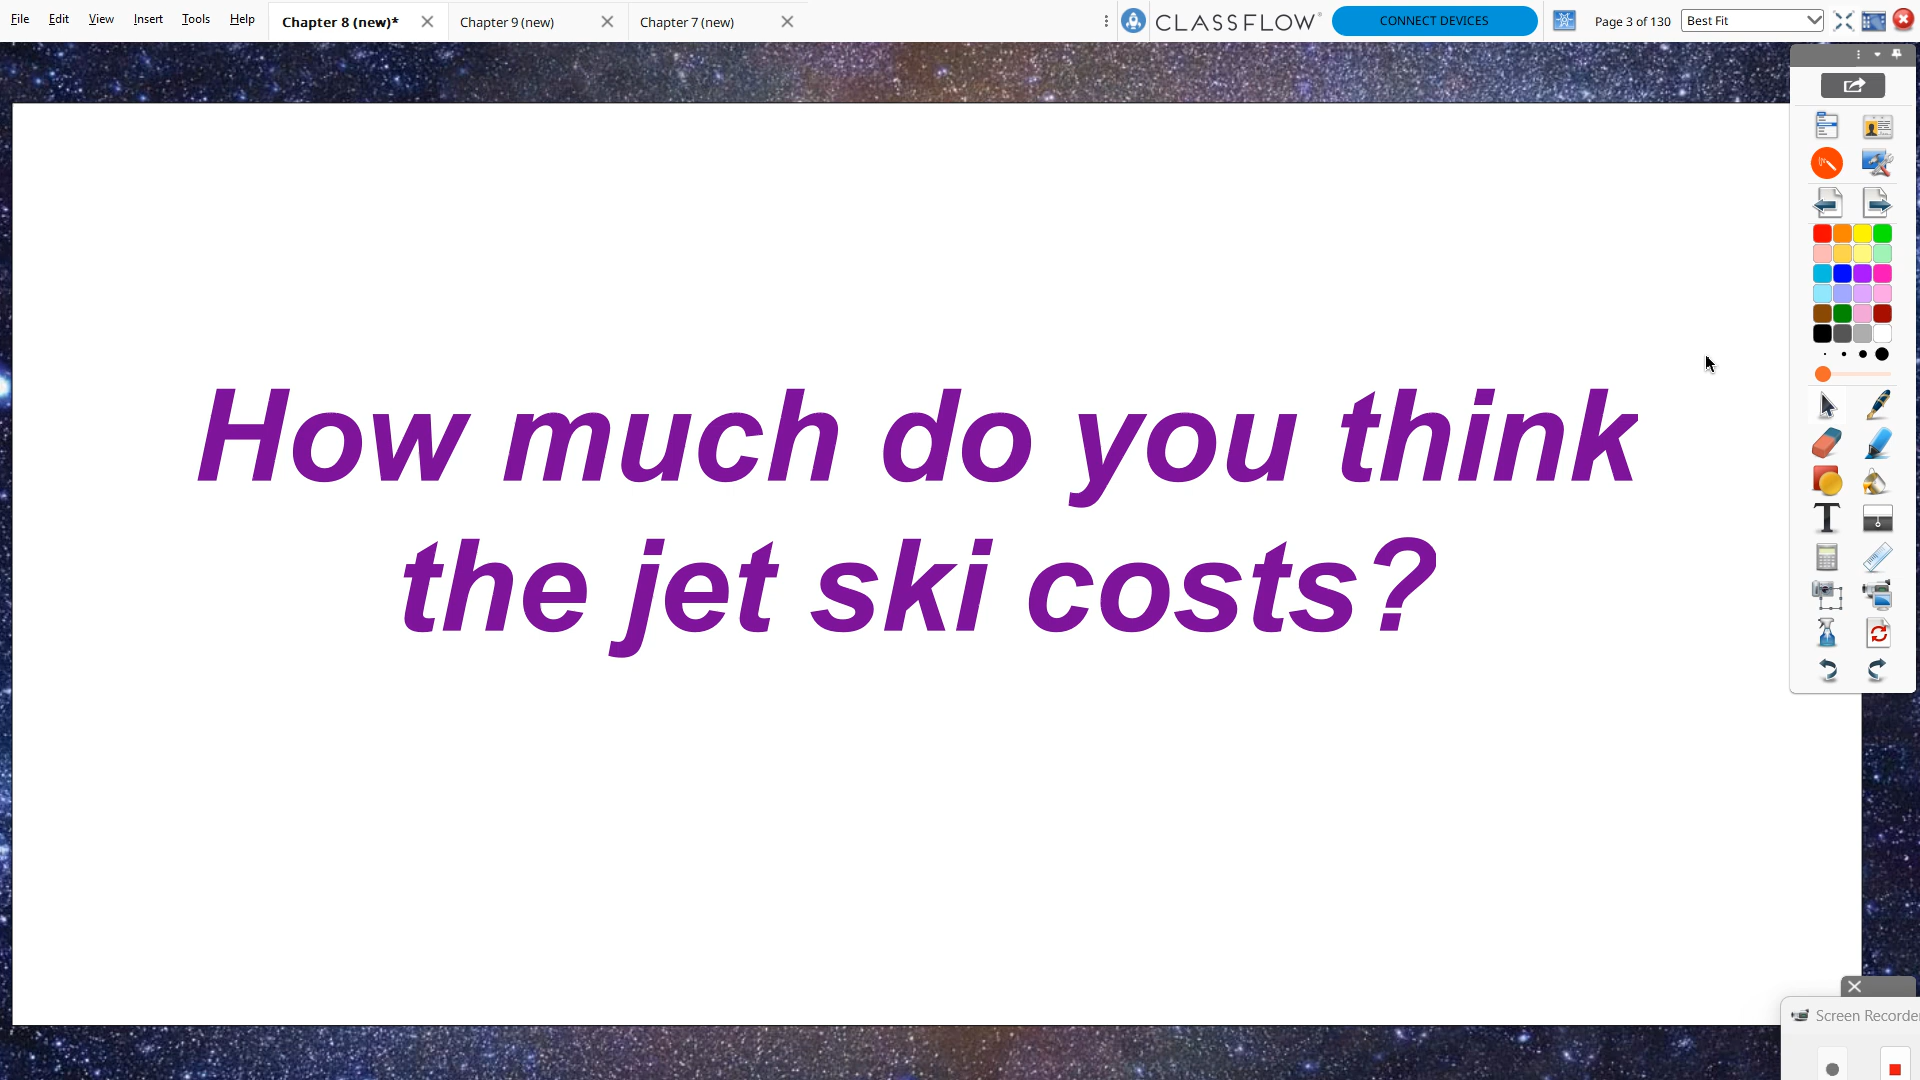 File Edit View Insert Tools Help Chapter 8 (new)* Chapter 9 (new) Chapter 7 (new) CLASSFLOW CONNECT DEVICES Page 3 of 130 Best Fit
How much do you think
the jet ski costs?
Screen Recorder